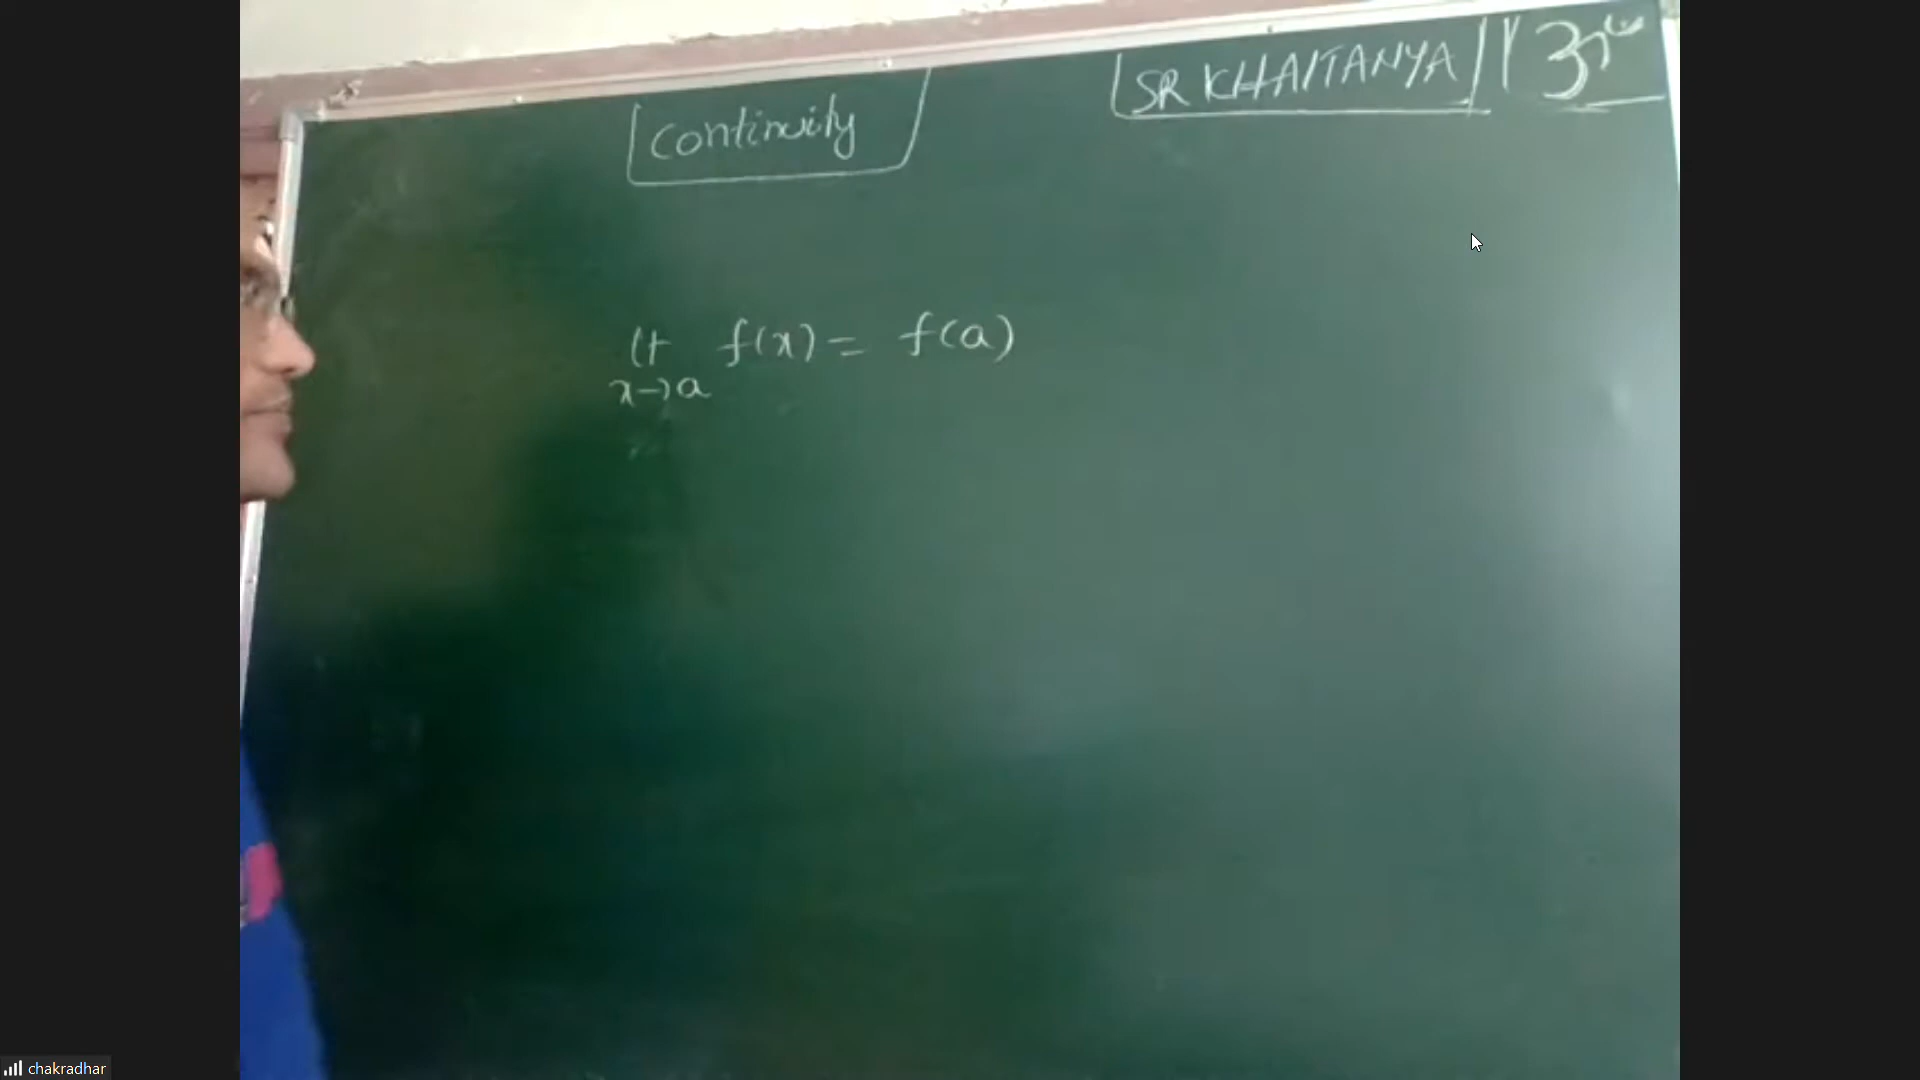 SR KHAITANYA
continuity
lt f(x) = f(a)
x→a
chakradhar